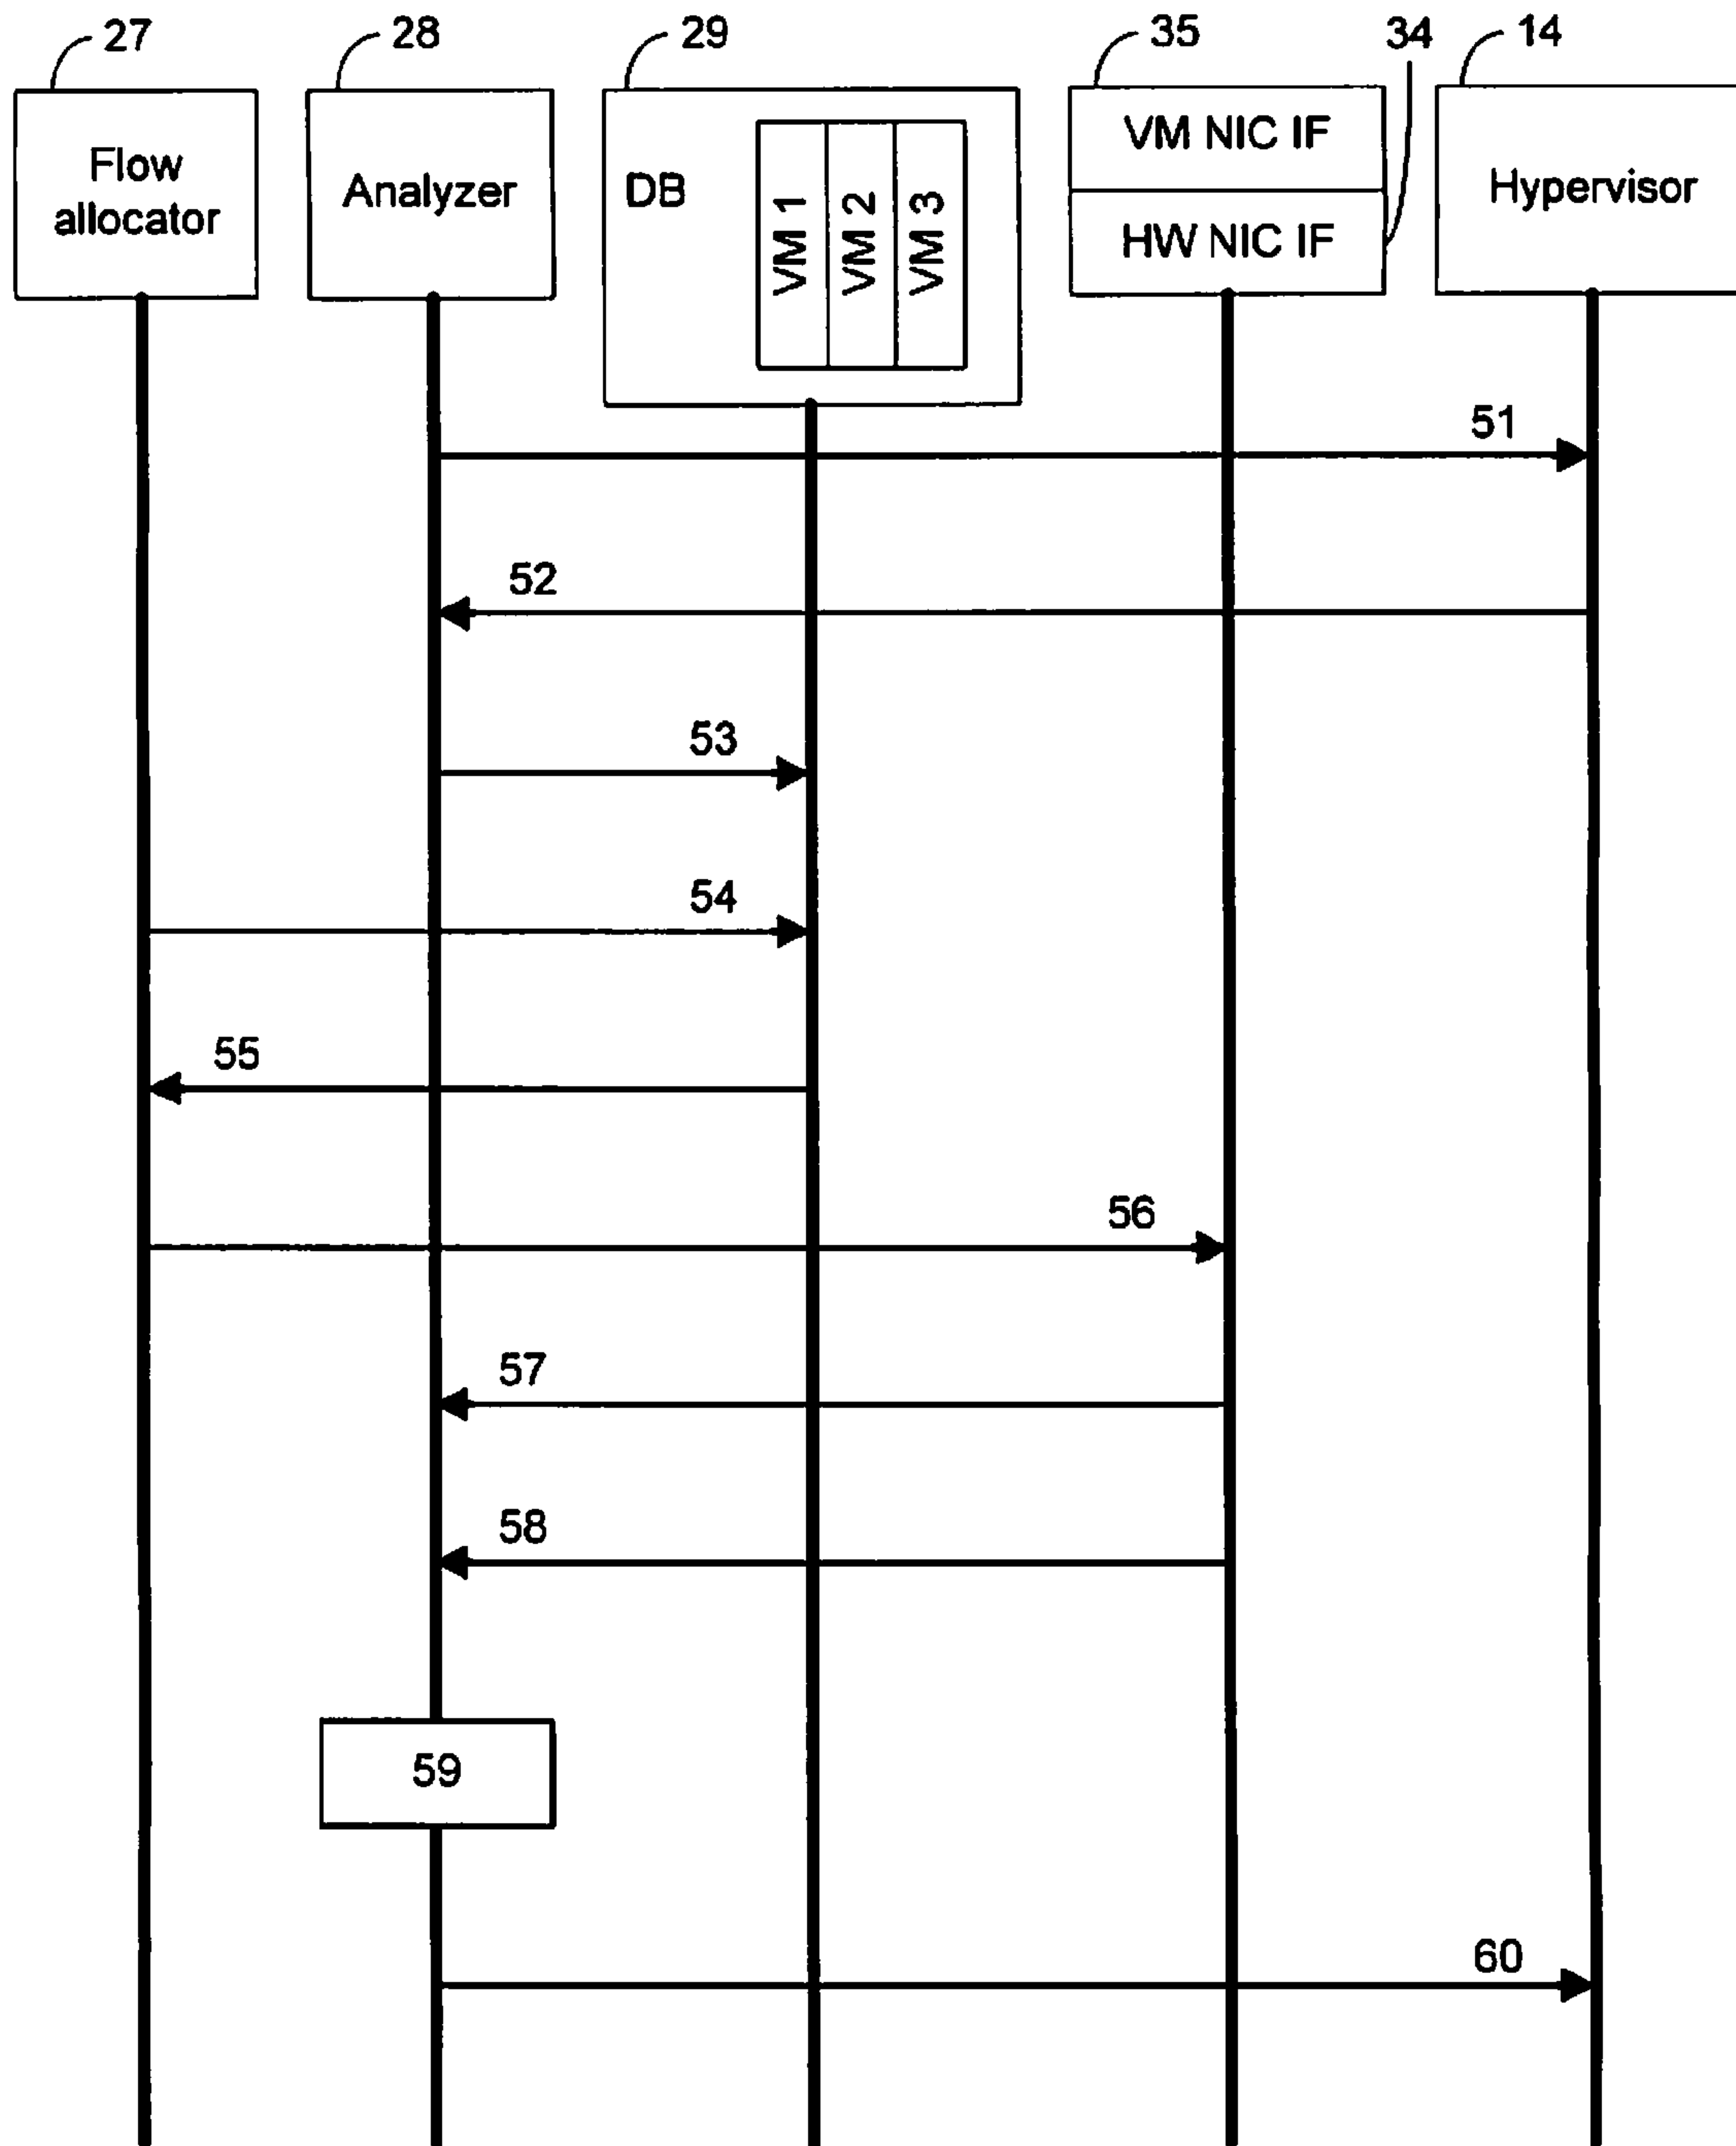 27
28
29
35
34
14
Flow
allocator
Analyzer
DB
VM 1
VM 2
VM 3
VM NIC IF
HW NIC IF
Hypervisor
51
52
53
54
55
56
57
58
59
60